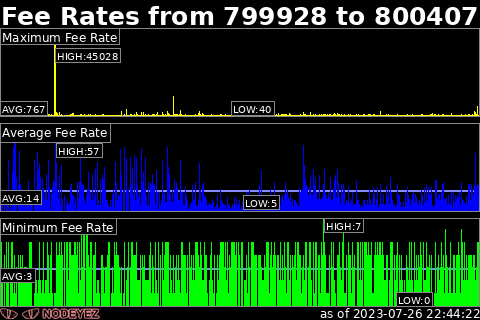 Fee Rates from 799928 to 800407
Maximum Fee Rate
HIGH:45028
AVG:767
LOW:40
Average Fee Rate
HIGH:57
AVG:14
LOW:5
Minimum Fee Rate
HIGH:7
AVG:3
LOW:0
NODEYEZ
as of 2023-07-26 22:44:22